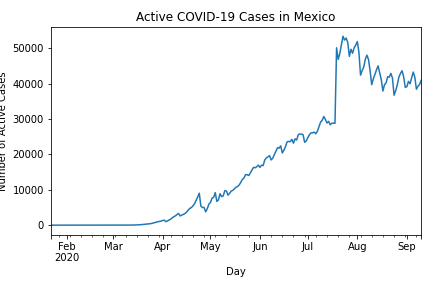 Active COVID-19 Cases in Mexico
Number of Active Cases
50000
40000
30000
20000
10000
0
Feb Mar Apr May Jun Jul Aug Sep
2020
Day